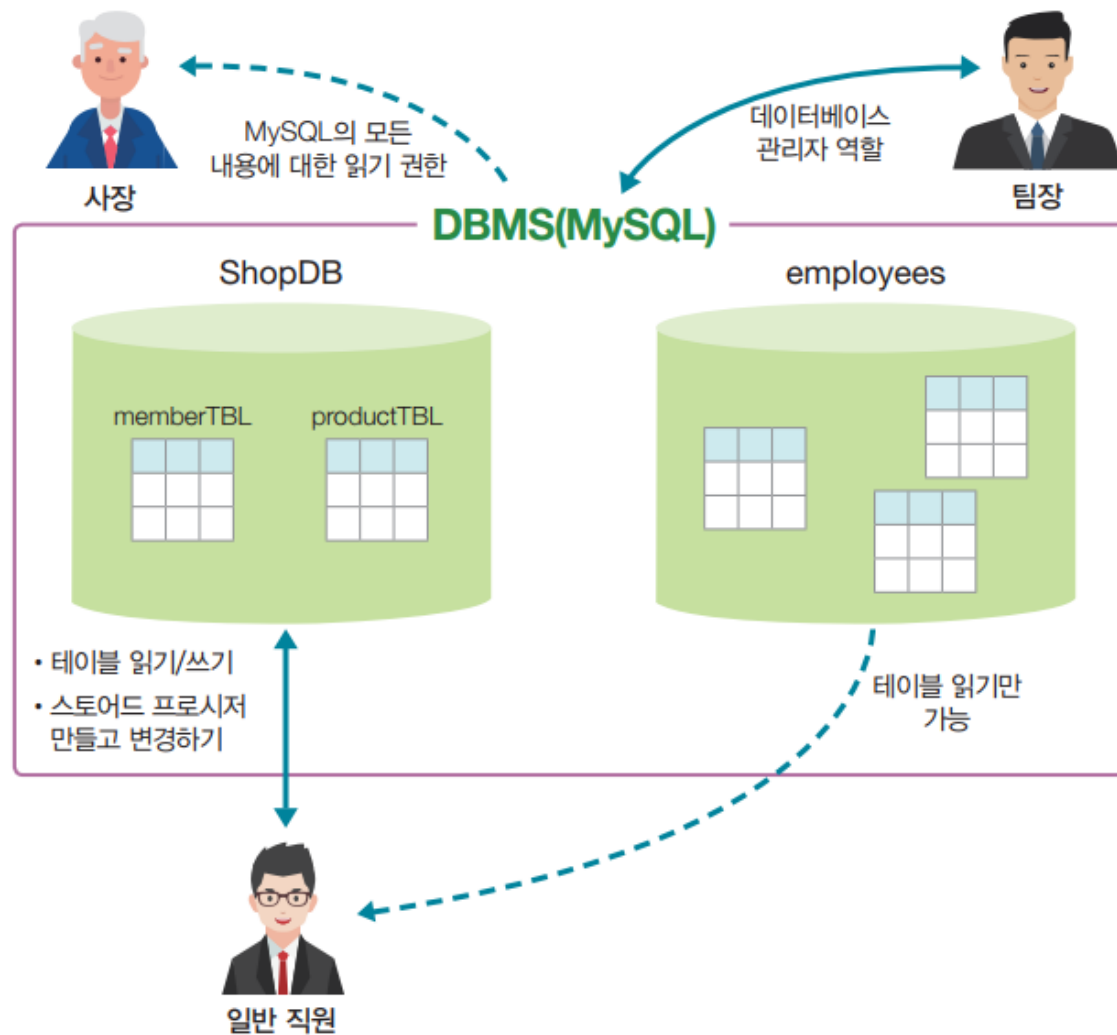 MySQL의 모든
내용에 대한 읽기 권한
사장
데이터베이스
관리자 역할
팀장
DBMS(MySQL)
ShopDB
employees
memberTBL
productTBL
• 테이블 읽기/쓰기
• 스토어드 프로시저
만들고 변경하기
테이블 읽기만
가능
일반 직원